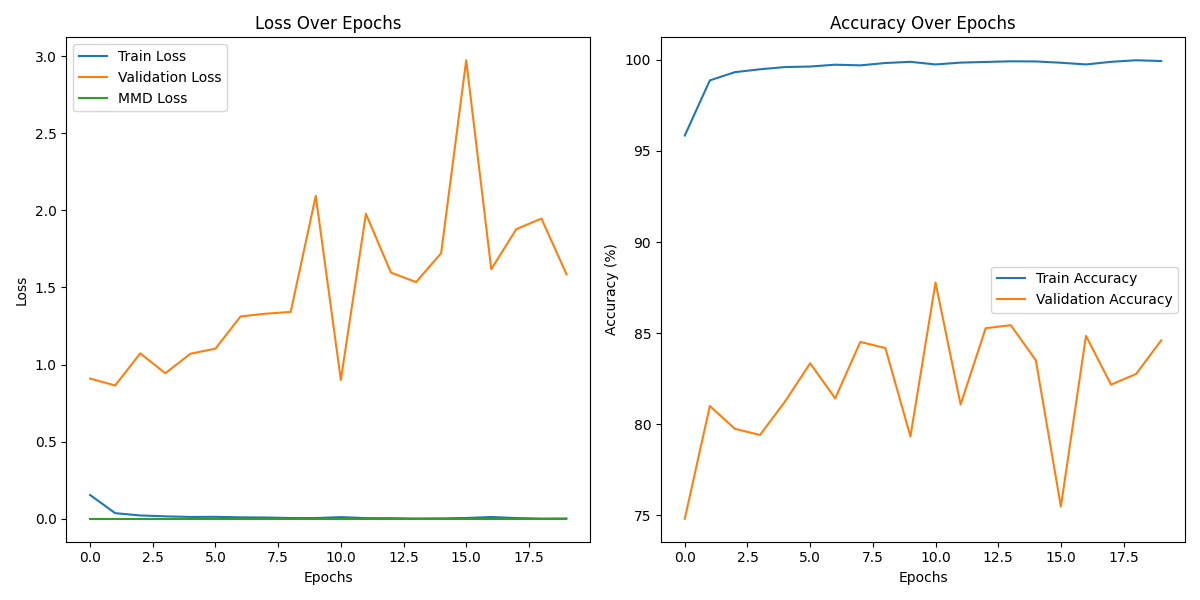 Loss Over Epochs
Train Loss
Validation Loss
MMD Loss
3.0
2.5
2.0
1.5
1.0
0.5
0.0
Loss
0.0 2.5 5.0 7.5 10.0 12.5 15.0 17.5
Epochs
Accuracy Over Epochs
100
95
90
85
80
75
Accuracy (%)
Train Accuracy
Validation Accuracy
0.0 2.5 5.0 7.5 10.0 12.5 15.0 17.5
Epochs